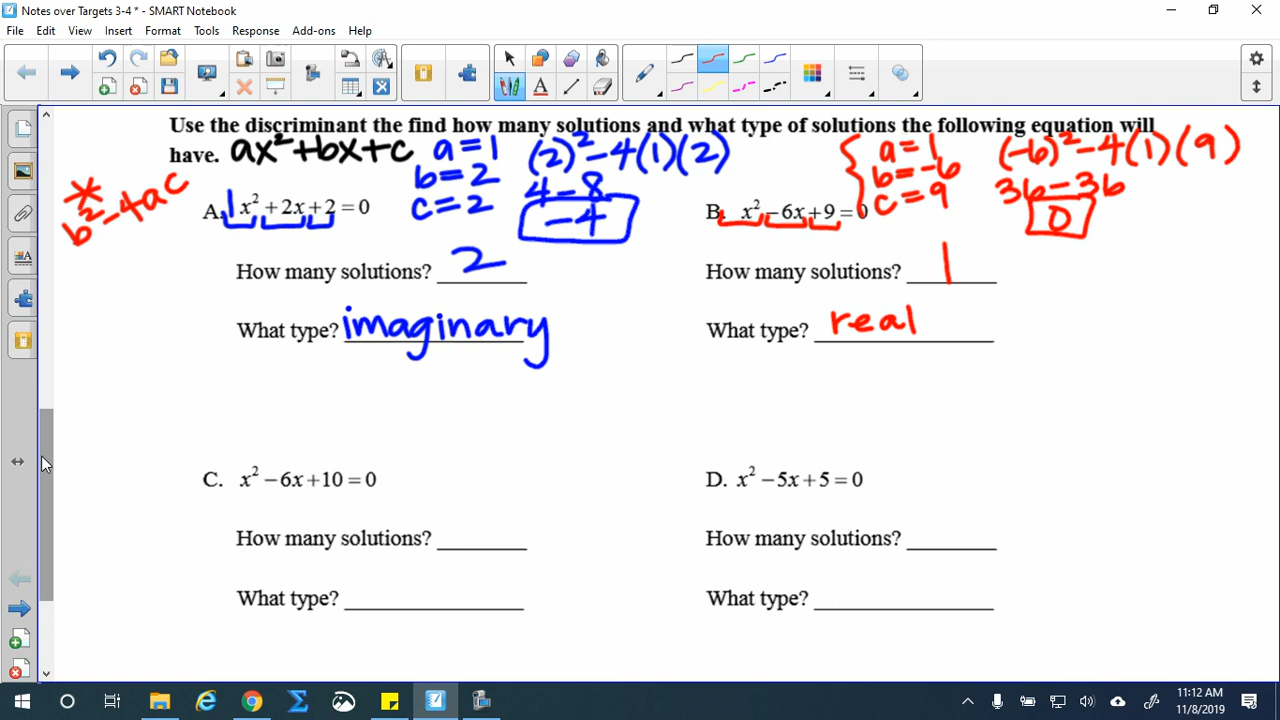 Notes over Targets 3-4 * - SMART Notebook
File Edit View Insert Format Tools Response Add-ons Help
Use the discriminant the find how many solutions and what type of solutions the following equation will
have. ax²+bx+c
* b²-4ac
A. 1x² + 2x + 2 = 0
a=1
b=2
c=2
(2)²-4(1)(2)
4-8
-4
How many solutions? 2
What type? imaginary
B. x² - 6x + 9 = 0
a=1
b=-6
c=9
(-6)²-4(1)(9)
36-36
0
How many solutions? 1
What type? real
C. x² - 6x + 10 = 0
How many solutions? ________
What type? ________________
D. x² - 5x + 5 = 0
How many solutions? ________
What type? ________________
11:12 AM
11/8/2019